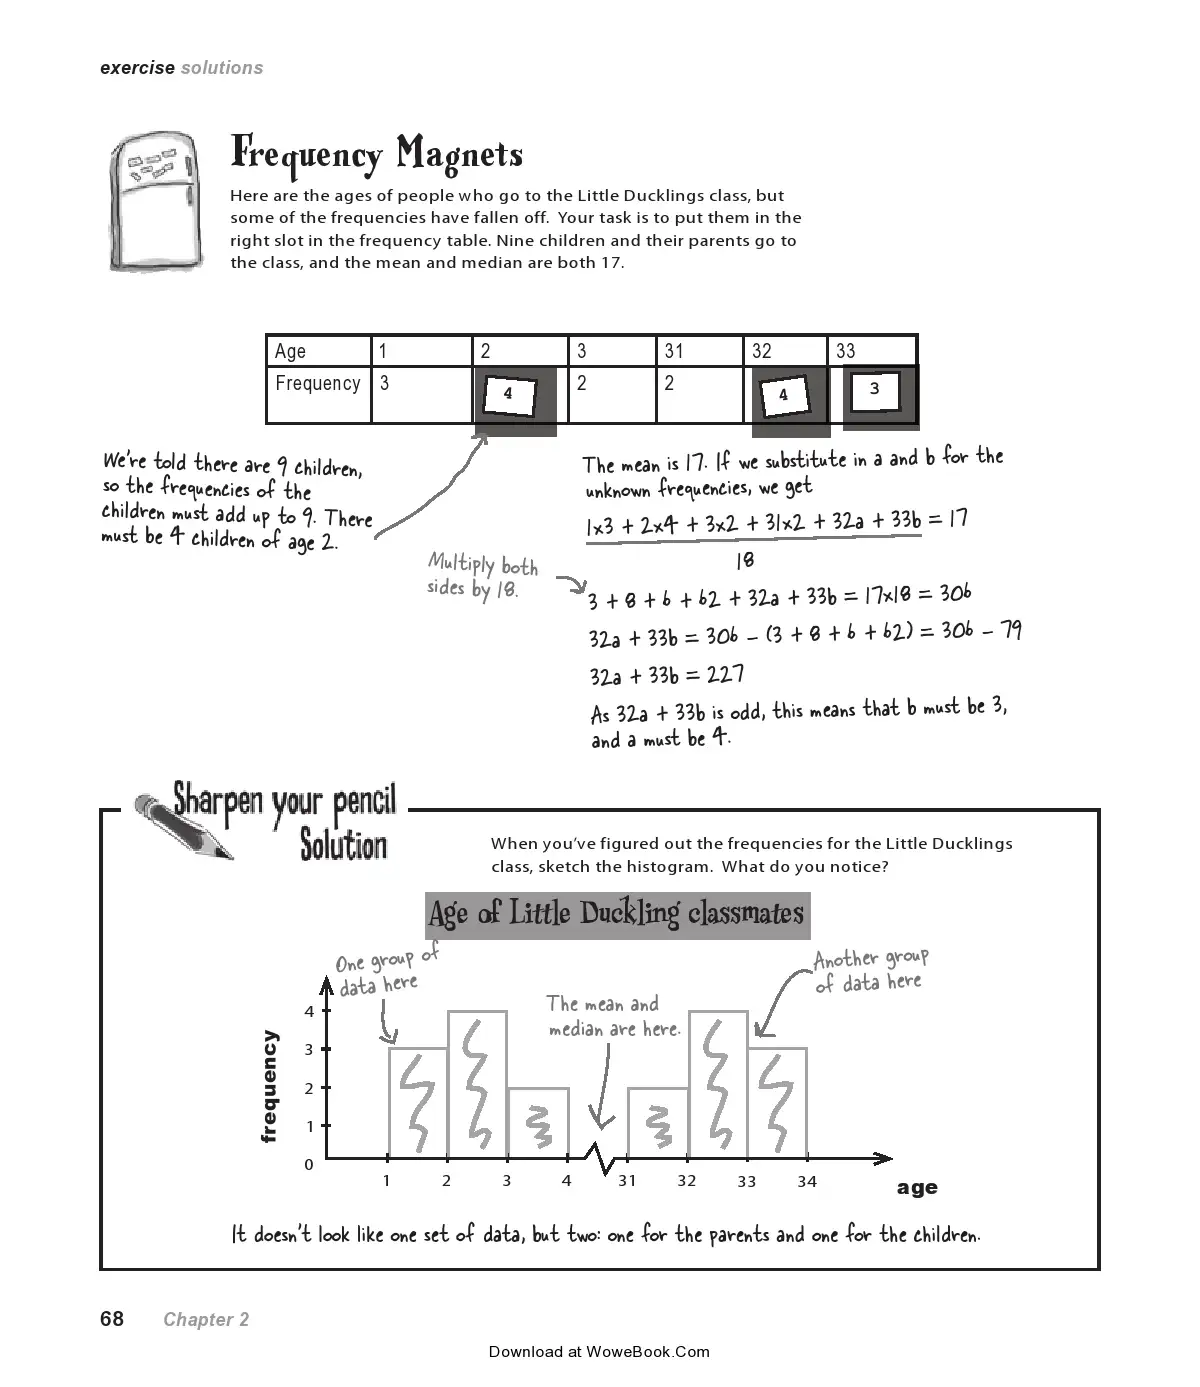 exercise solutions
Frequency Magnets
Here are the ages of people who go to the Little Ducklings class, but
some of the frequencies have fallen off.  Your task is to put them in the
right slot in the frequency table. Nine children and their parents go to
the class, and the mean and median are both 17.
Age 1 2 3 31 32 33
Frequency 3 4 2 2 4 3
We're told there are 9 children,
so the frequencies of the
children must add up to 9. There
must be 4 children of age 2.
Multiply both
sides by 18.
The mean is 17. If we substitute in a and b for the
unknown frequencies, we get
1x3 + 2x4 + 3x2 + 31x2 + 32a + 33b = 17
18
3 + 8 + 6 + 62 + 32a + 33b = 17x18 = 306
32a + 33b = 306 – (3 + 8 + 6 + 62) = 306 – 79
32a + 33b = 227
As 32a + 33b is odd, this means that b must be 3,
and a must be 4.
Sharpen your pencil
Solution
When you've figured out the frequencies for the Little Ducklings
class, sketch the histogram.  What do you notice?
Age of Little Duckling classmates
One group of
data here
The mean and
median are here.
Another group
of data here
frequency
4
3
2
1
0
1 2 3 4 31 32 33 34
age
It doesn't look like one set of data, but two: one for the parents and one for the children.
68 Chapter 2
Download at WoweBook.Com